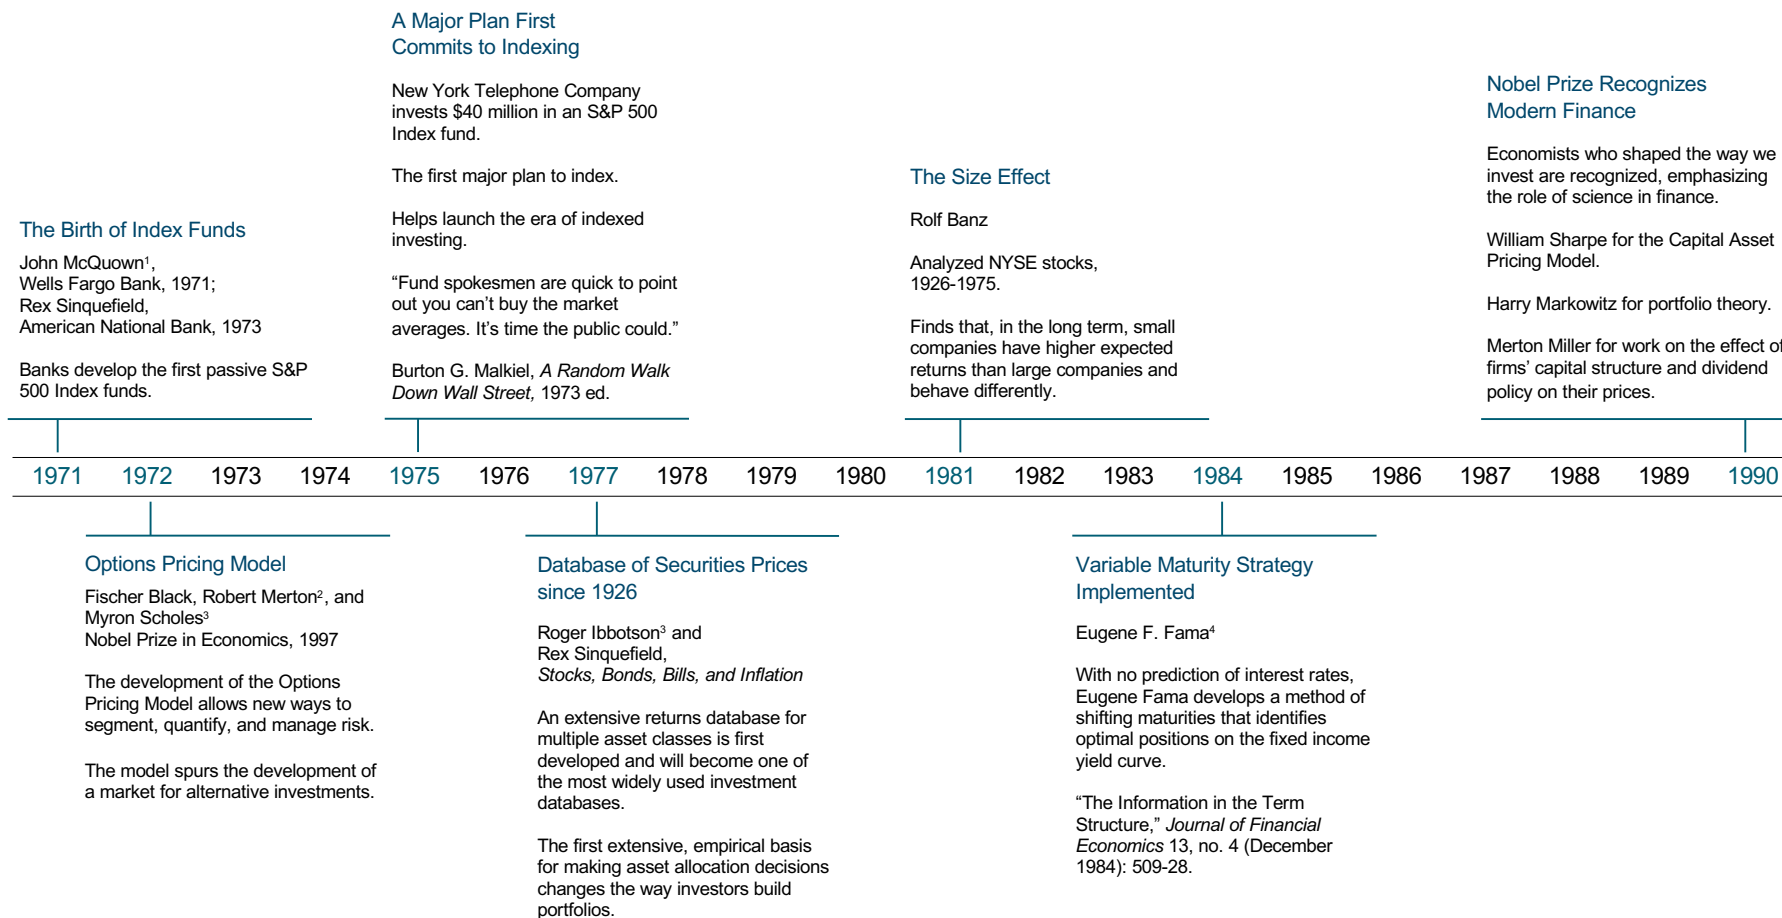 A Major Plan First
Commits to Indexing
New York Telephone Company
invests $40 million in an S&P 500
Index fund.
The first major plan to index.
Helps launch the era of indexed
investing.
“Fund spokesmen are quick to point
out you can’t buy the market
averages. It’s time the public could.”
Burton G. Malkiel, A Random Walk
Down Wall Street, 1973 ed.
Nobel Prize Recognizes
Modern Finance
Economists who shaped the way we
invest are recognized, emphasizing
the role of science in finance.
William Sharpe for the Capital Asset
Pricing Model.
Harry Markowitz for portfolio theory.
Merton Miller for work on the effect of
firms’ capital structure and dividend
policy on their prices.
The Size Effect
Rolf Banz
Analyzed NYSE stocks,
1926-1975.
Finds that, in the long term, small
companies have higher expected
returns than large companies and
behave differently.
The Birth of Index Funds
John McQuown¹,
Wells Fargo Bank, 1971;
Rex Sinquefield,
American National Bank, 1973
Banks develop the first passive S&P
500 Index funds.
1971 1972 1973 1974 1975 1976 1977 1978 1979 1980 1981 1982 1983 1984 1985 1986 1987 1988 1989 1990
Options Pricing Model
Fischer Black, Robert Merton², and
Myron Scholes³
Nobel Prize in Economics, 1997
The development of the Options
Pricing Model allows new ways to
segment, quantify, and manage risk.
The model spurs the development of
a market for alternative investments.
Database of Securities Prices
since 1926
Roger Ibbotson³ and
Rex Sinquefield,
Stocks, Bonds, Bills, and Inflation
An extensive returns database for
multiple asset classes is first
developed and will become one of
the most widely used investment
databases.
The first extensive, empirical basis
for making asset allocation decisions
changes the way investors build
portfolios.
Variable Maturity Strategy
Implemented
Eugene F. Fama⁴
With no prediction of interest rates,
Eugene Fama develops a method of
shifting maturities that identifies
optimal positions on the fixed income
yield curve.
“The Information in the Term
Structure,” Journal of Financial
Economics 13, no. 4 (December
1984): 509-28.